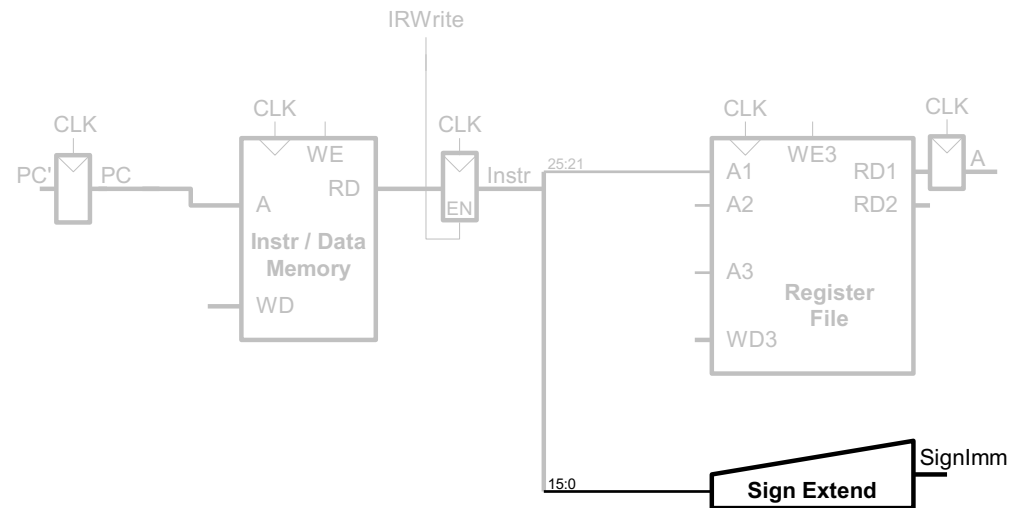 IRWrite
CLK
CLK
CLK
CLK
CLK
PC'
PC
WE
RD
A
Instr / Data
Memory
WD
EN
Instr
25:21
A1
WE3
RD1
A
A2
RD2
A3
Register
File
WD3
SignImm
15:0
Sign Extend